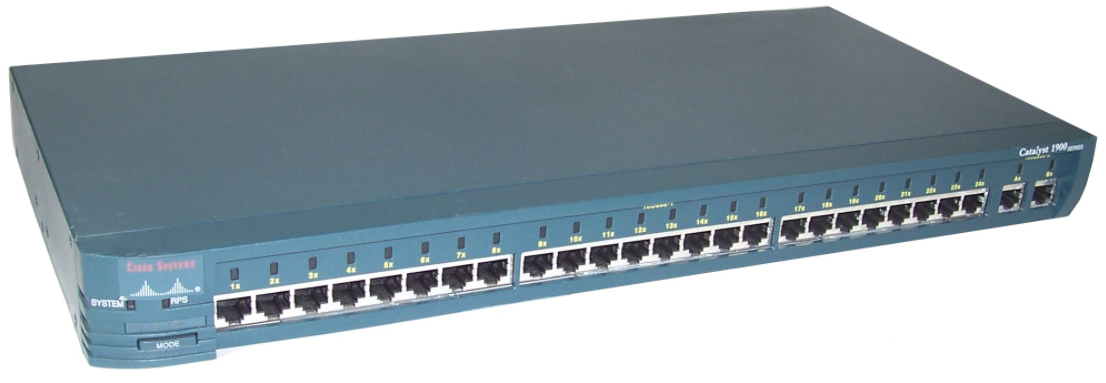 Catalyst 1900 SERIES
Ax Bx
17x 18x 19x 20x 21x 22x 23x 24x
9x 10x 11x 12x 13x 14x 15x 16x
1x 2x 3x 4x 5x 6x 7x 8x
CISCO SYSTEMS
SYSTEM RPS
MODE